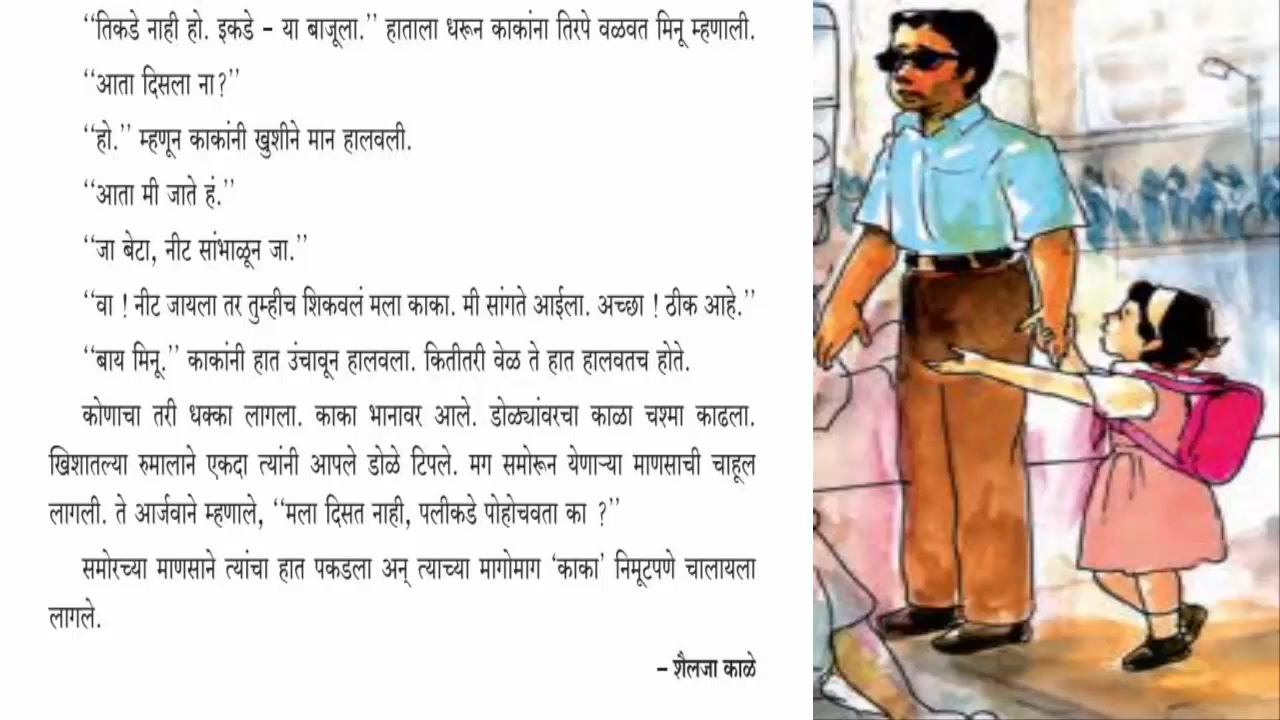 “तिकडे नाही हो. इकडे – या बाजूला.” हाताला धरून काकांना तिरपे वळवत मिनू म्हणाली.
“आता दिसला ना?”
“हो.” म्हणून काकांनी खुशीने मान हालवली.
“आता मी जाते हं.”
“जा बेटा, नीट सांभाळून जा.”
“वा ! नीट जायला तर तुम्हीच शिकवलं मला काका. मी सांगते आईला. अच्छा ! ठीक आहे.”
“बाय मिनू.” काकांनी हात उंचावून हालवला. कितीतरी वेळ ते हात हालवतच होते.
कोणाचा तरी धक्का लागला. काका भानावर आले. डोळ्यांवरचा काळा चश्मा काढला.
खिशातल्या रुमालाने एकदा त्यांनी आपले डोळे टिपले. मग समोरून येणाऱ्या माणसाची चाहूल
लागली. ते आर्जवाने म्हणाले, “मला दिसत नाही, पलीकडे पोहोचवता का ?”
समोरच्या माणसाने त्यांचा हात पकडला अन् त्याच्या मागोमाग ‘काका’ निमूटपणे चालायला
लागले.
– शैलजा काळे